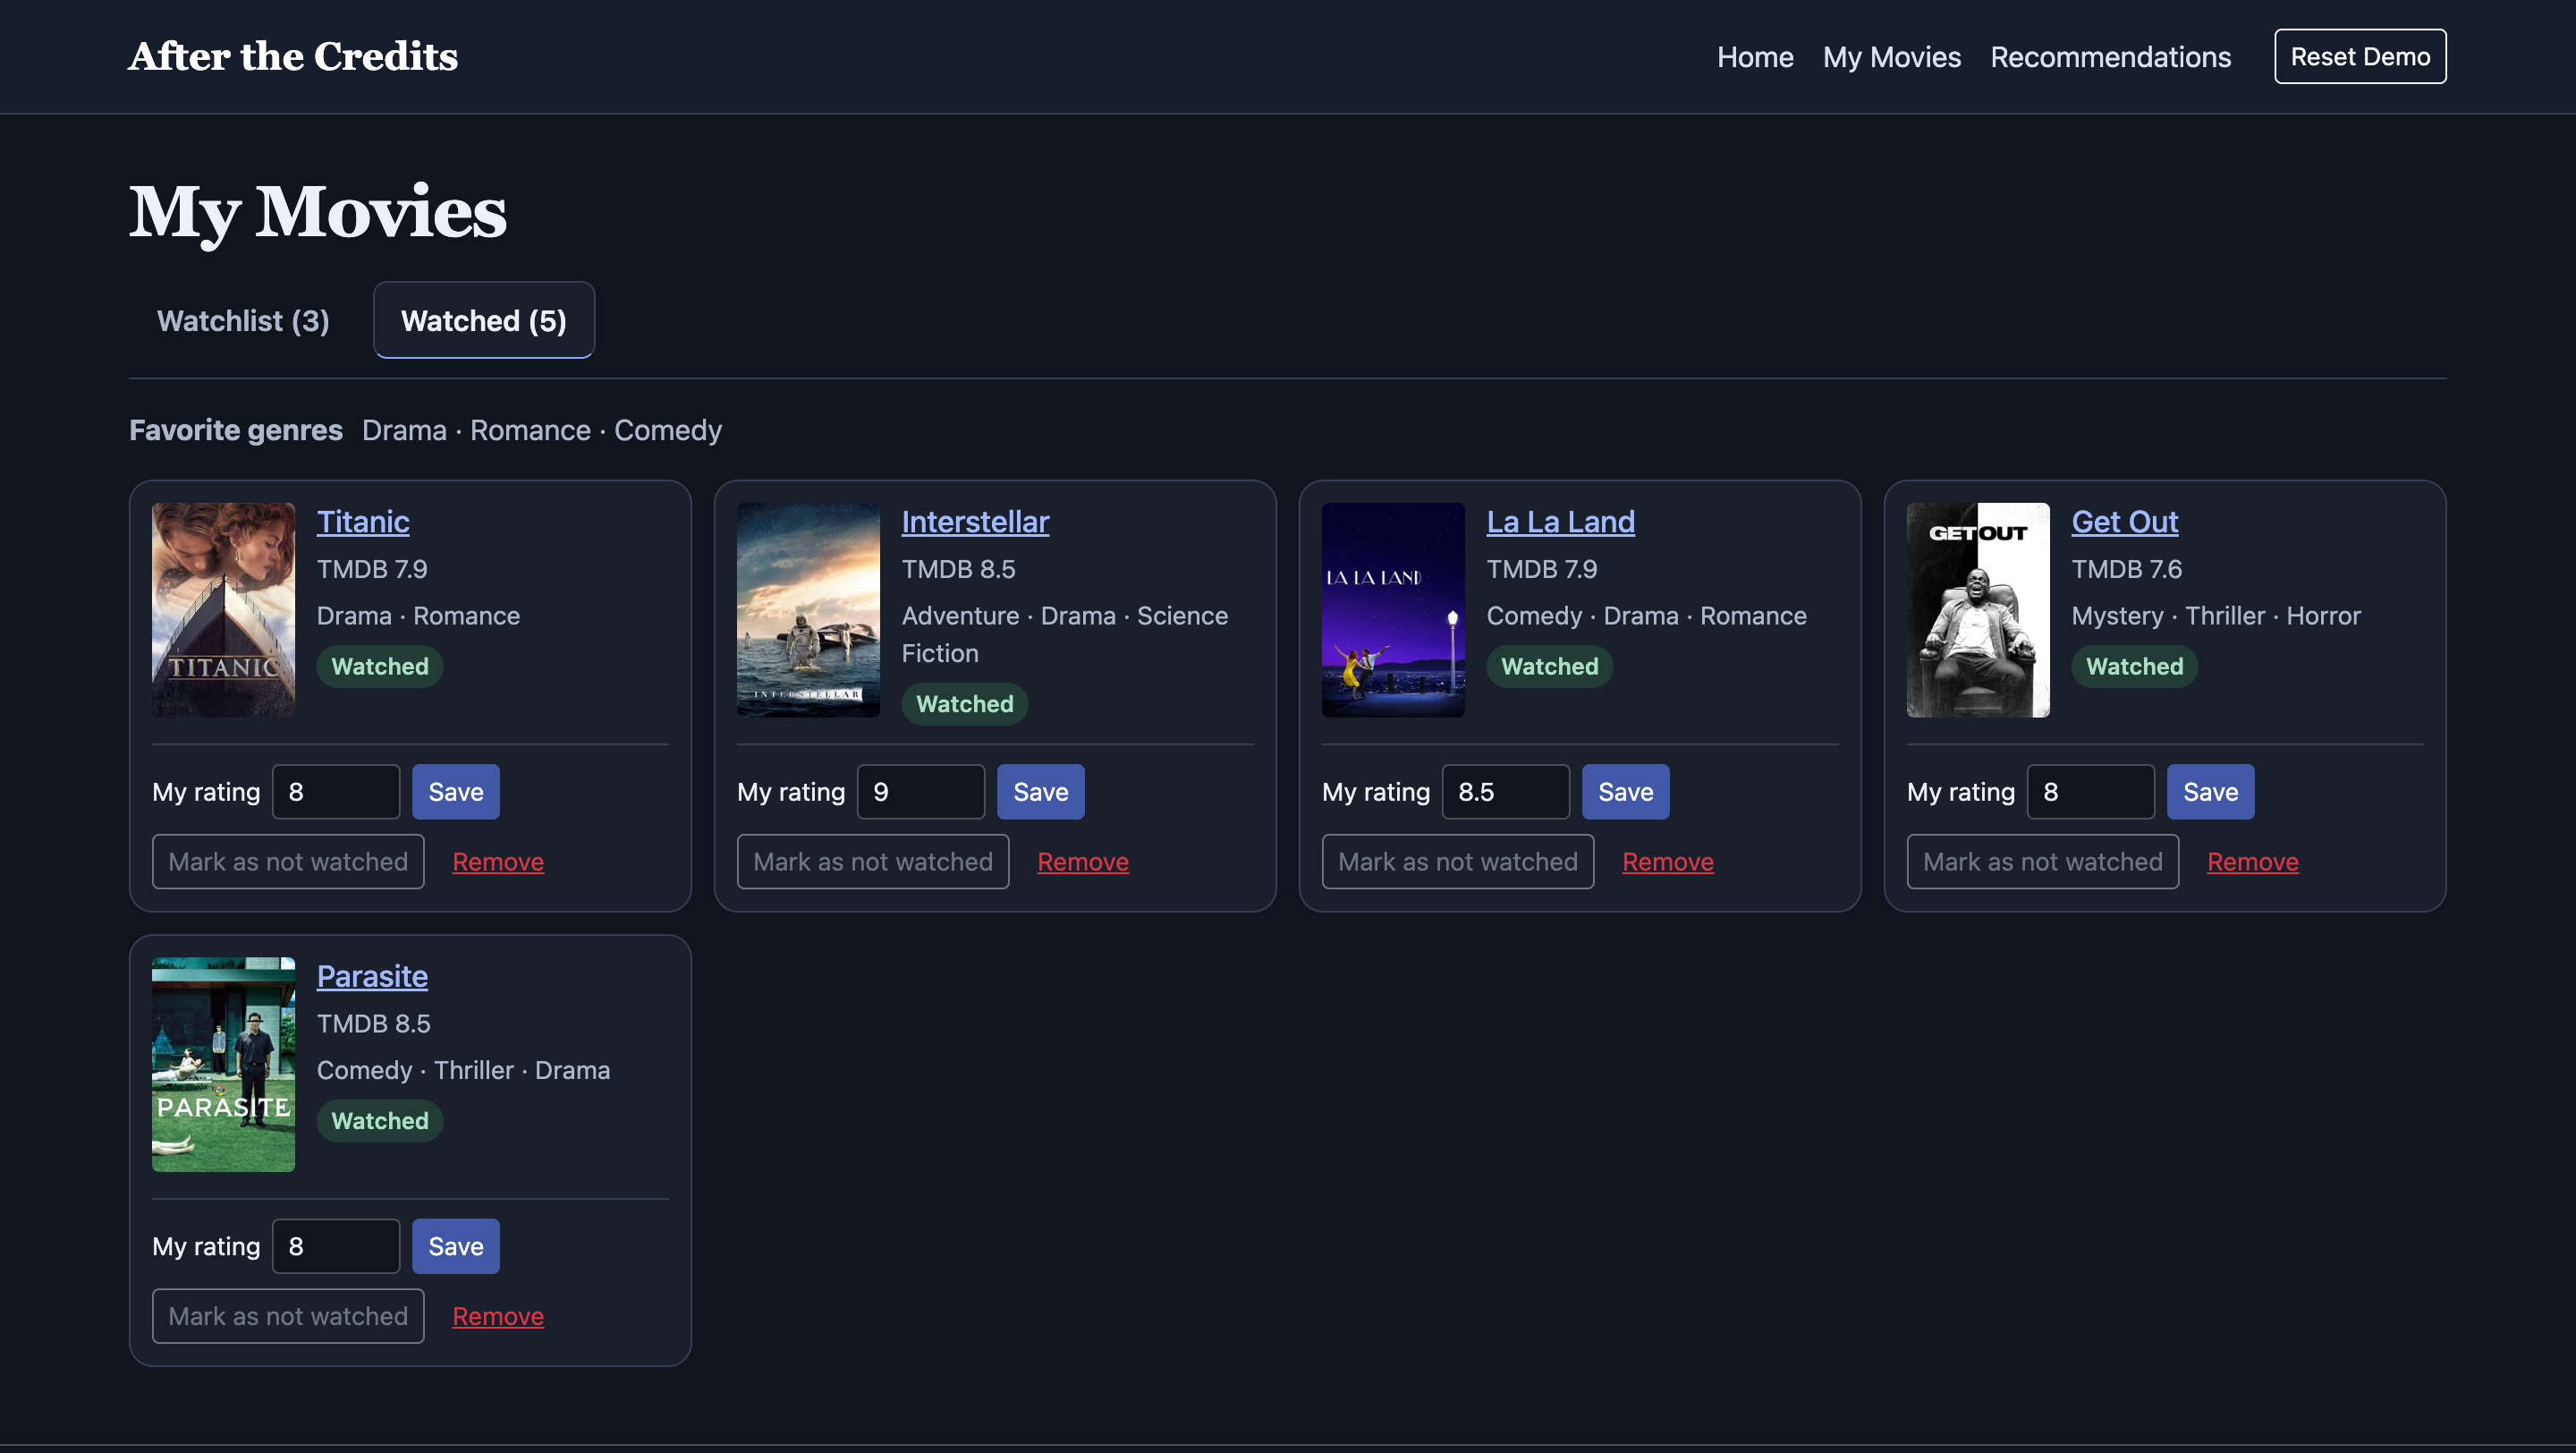 After the Credits
Home My Movies Recommendations Reset Demo
My Movies
Watchlist (3) Watched (5)
Favorite genres Drama · Romance · Comedy
TITANIC
Titanic
TMDB 7.9
Drama · Romance
Watched
My rating 8 Save
Mark as not watched Remove
INTERSTELLAR
Interstellar
TMDB 8.5
Adventure · Drama · Science
Fiction
Watched
My rating 9 Save
Mark as not watched Remove
LA LA LAND
La La Land
TMDB 7.9
Comedy · Drama · Romance
Watched
My rating 8.5 Save
Mark as not watched Remove
GET OUT
Get Out
TMDB 7.6
Mystery · Thriller · Horror
Watched
My rating 8 Save
Mark as not watched Remove
PARASITE
Parasite
TMDB 8.5
Comedy · Thriller · Drama
Watched
My rating 8 Save
Mark as not watched Remove